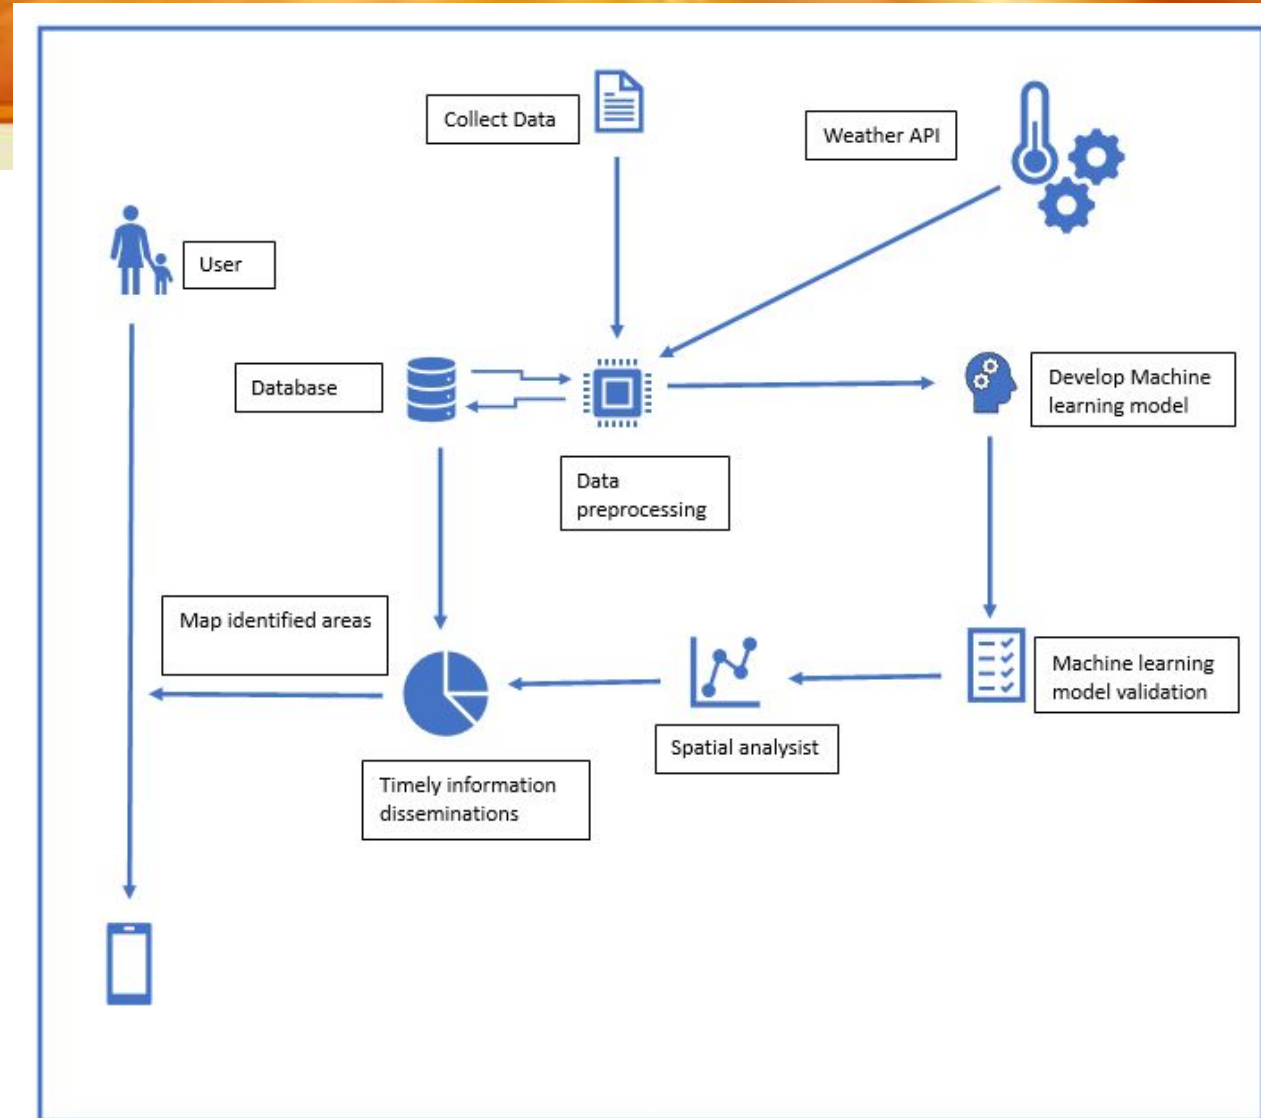 Collect Data
Weather API
User
Database
Develop Machine
learning model
Data
preprocessing
Map identified areas
Machine learning
model validation
Spatial analysist
Timely information
disseminations